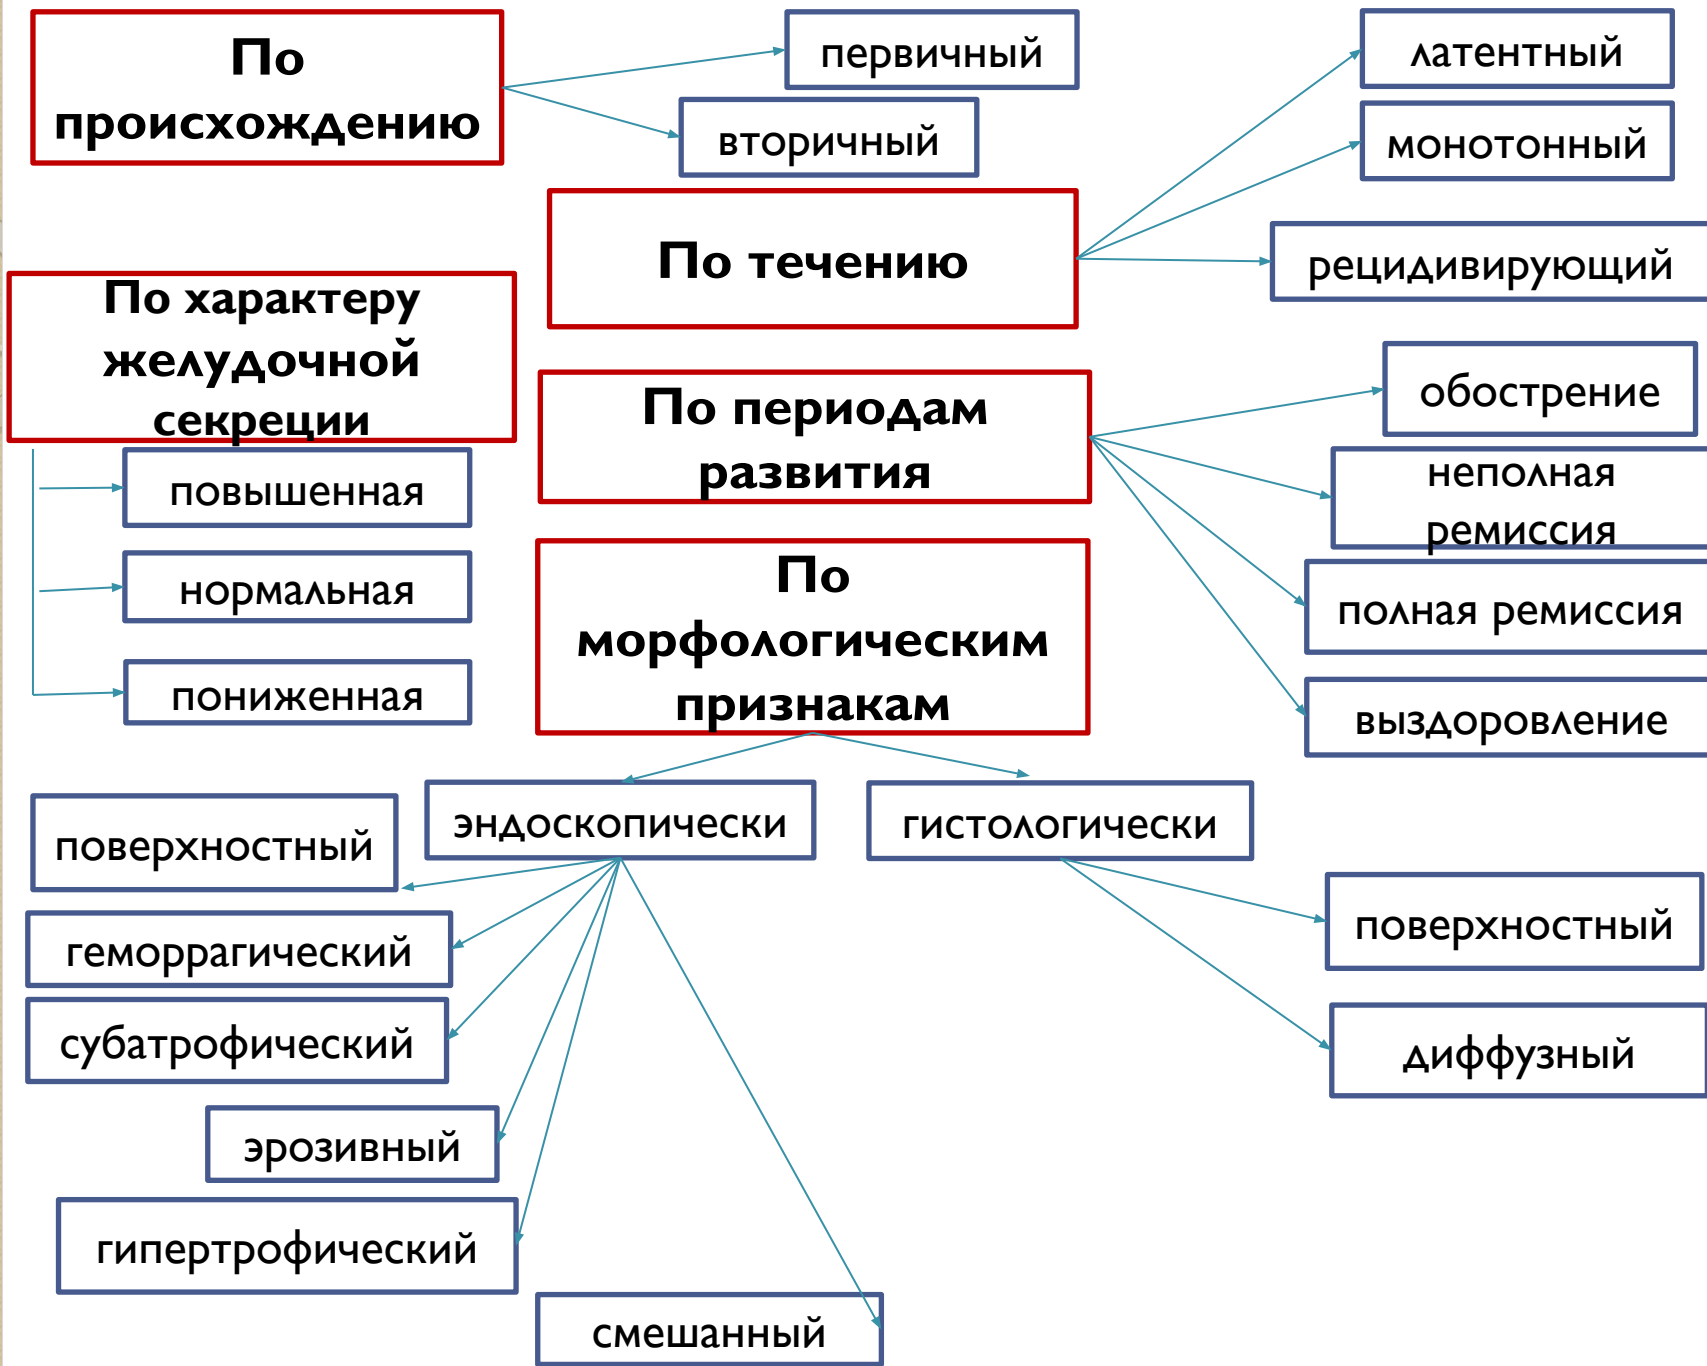 По
происхождению
первичный
вторичный
По течению
латентный
монотонный
рецидивирующий
По характеру
желудочной
секреции
повышенная
нормальная
пониженная
По периодам
развития
обострение
неполная
ремиссия
полная ремиссия
выздоровление
По
морфологическим
признакам
эндоскопически
поверхностный
геморрагический
субатрофический
эрозивный
гипертрофический
смешанный
гистологически
поверхностный
диффузный